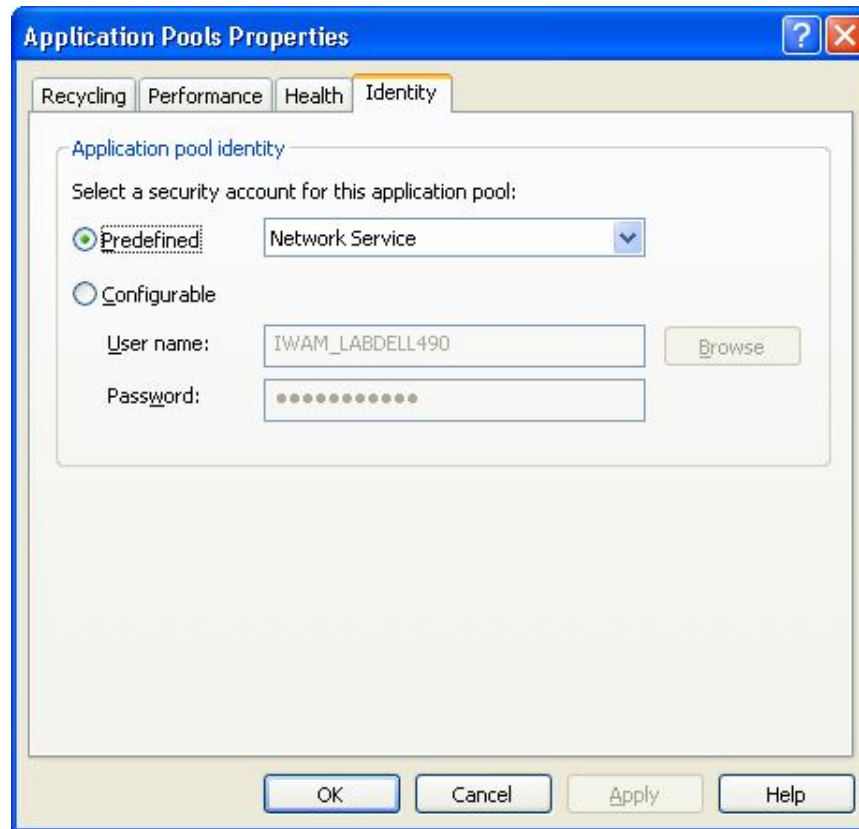 Application Pools Properties
Recycling Performance Health Identity
Application pool identity
Select a security account for this application pool:
Predefined Network Service
Configurable
User name: IWAM_LABDELL490 Browse
Password: ●●●●●●●●●●●
OK Cancel Apply Help